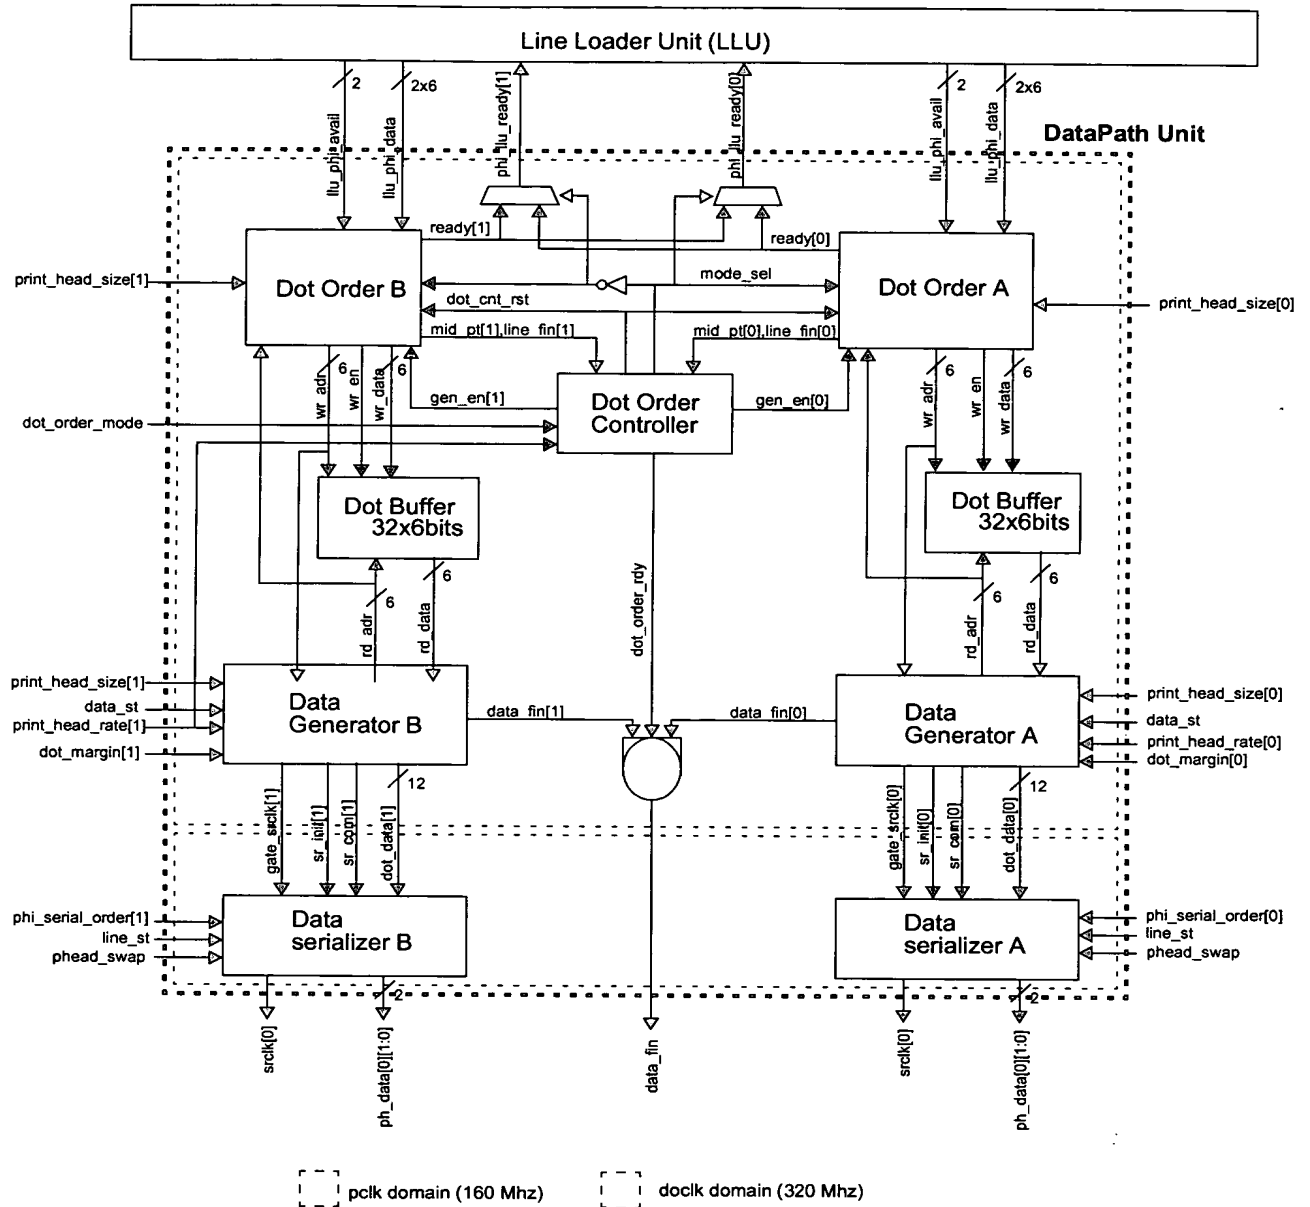 Line Loader Unit (LLU)
2
2x6
phi_llu_ready[1]
phi_llu_ready[0]
2
2x6
llu_phi_avail
llu_phi_data
llu_phi_avail
llu_phi_data
DataPath Unit
ready[1]
ready[0]
print_head_size[1]
Dot Order B
mode_sel
Dot Order A
print_head_size[0]
dot_cnt_rst
mid_pt[1],line_fin[1]
mid_pt[0],line_fin[0]
wr_adr
6
wr_en
wr_data
6
gen_en[1]
Dot Order
Controller
gen_en[0]
wr_adr
6
wr_en
wr_data
6
dot_order_mode
Dot Buffer
32x6bits
Dot Buffer
32x6bits
6
6
rd_adr
rd_data
dot_order_rdy
6
6
rd_adr
rd_data
print_head_size[1]
data_st
print_head_rate[1]
dot_margin[1]
Data
Generator B
data_fin[1]
data_fin[0]
Data
Generator A
print_head_size[0]
data_st
print_head_rate[0]
dot_margin[0]
12
12
gate_srclk[1]
sr_init[1]
sr_com[1]
dot_data[1]
gate_srclk[0]
sr_init[0]
sr_com[0]
dot_data[0]
phi_serial_order[1]
line_st
phead_swap
Data
serializer B
Data
serializer A
phi_serial_order[0]
line_st
phead_swap
2
2
srclk[0]
ph_data[0][1:0]
data_fin
srclk[0]
ph_data[0][1:0]
pclk domain (160 Mhz)
doclk domain (320 Mhz)